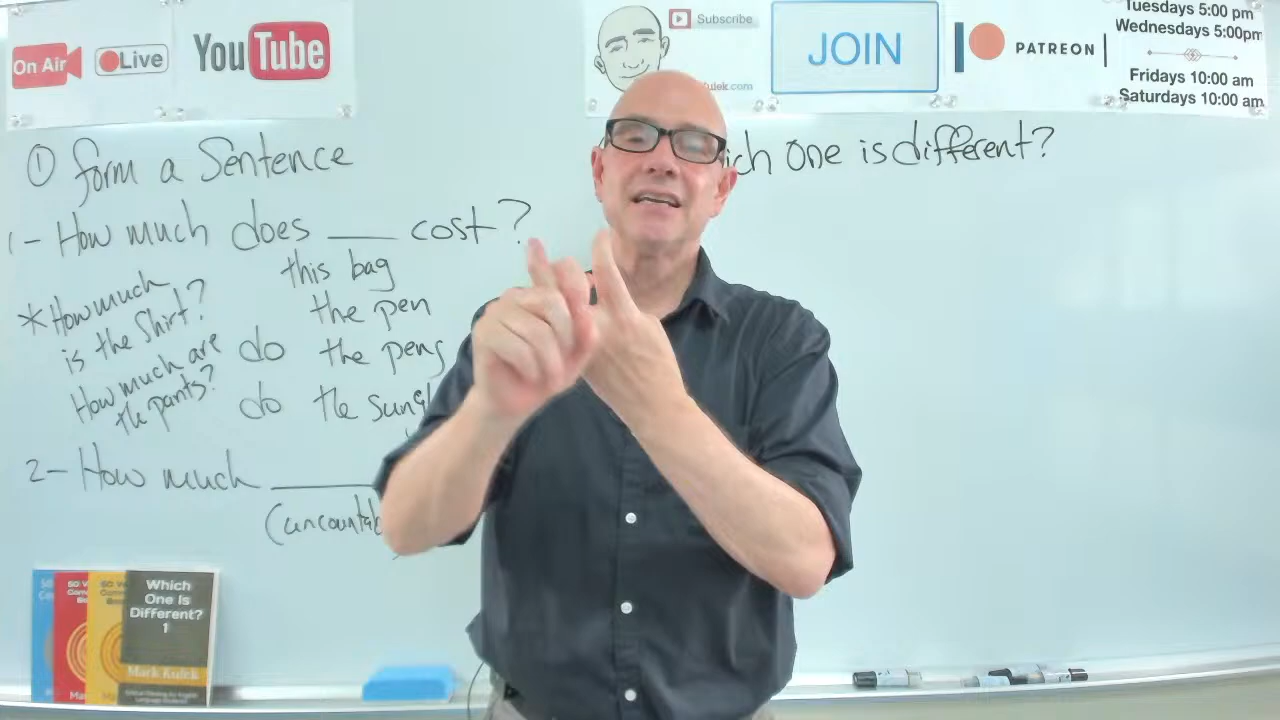 On Air
Live
YouTube
Subscribe
JOIN
PATREON
Tuesdays 5:00 pm
Wednesdays 5:00pm
Fridays 10:00 am
Saturdays 10:00 am
① form a Sentence
1- How much does ___ cost?
this bag
the pen
do the pens
do the
* How much
is the shirt?
How much are
the pants?
2- How much ______
one is different?
Which
One Is
Different?
1
Mark Kulek